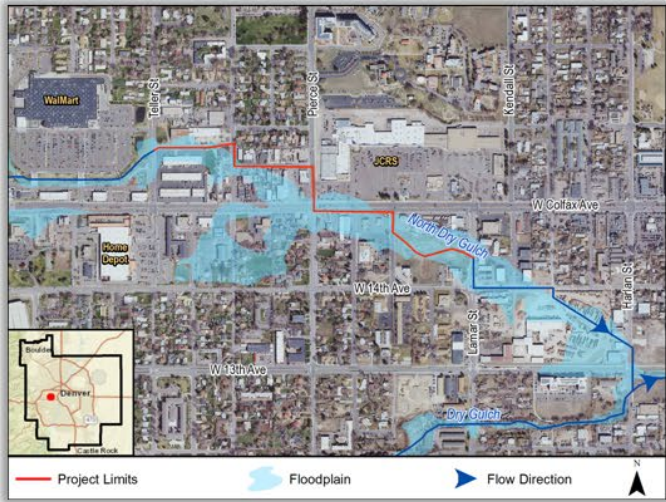 WalMart
Teller St
Pierce St
Kendall St
JCRS
W Colfax Ave
North Dry Gulch
Home
Depot
Harlan St
W 14th Ave
Lamar St
W 13th Ave
Dry Gulch
Boulder
Denver
Castle Rock
N
Project Limits
Floodplain
Flow Direction